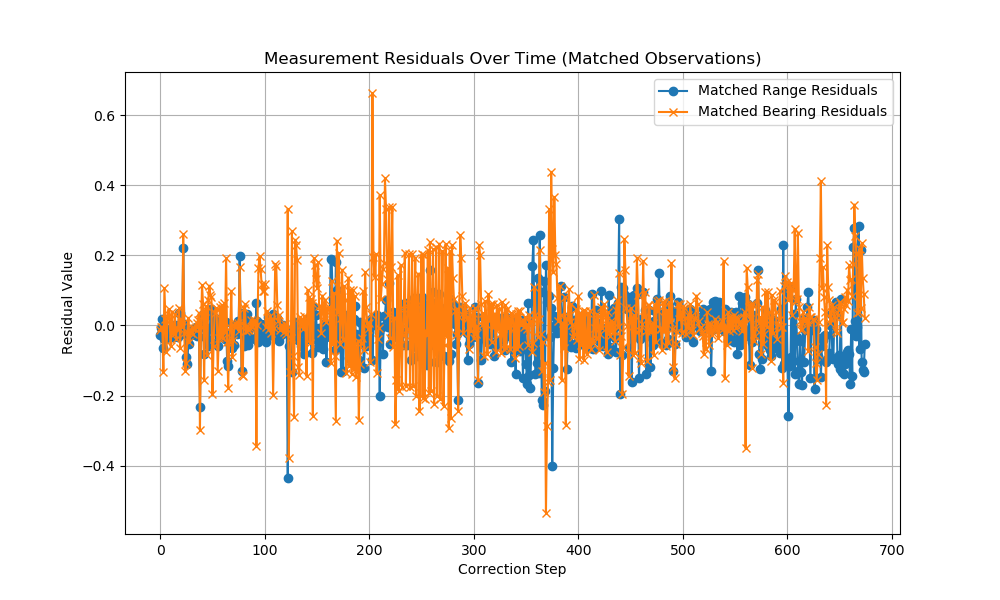 Measurement Residuals Over Time (Matched Observations)
Matched Range Residuals
Matched Bearing Residuals
Residual Value
0.6
0.4
0.2
0.0
−0.2
−0.4
0 100 200 300 400 500 600 700
Correction Step